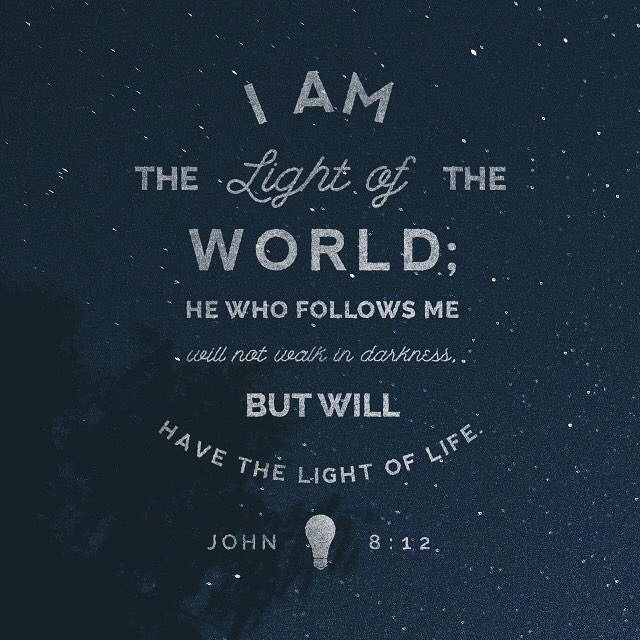 I AM
THE Light of THE
WORLD;
HE WHO FOLLOWS ME
will not walk in darkness,
BUT WILL
HAVE THE LIGHT OF LIFE.
JOHN 8:12